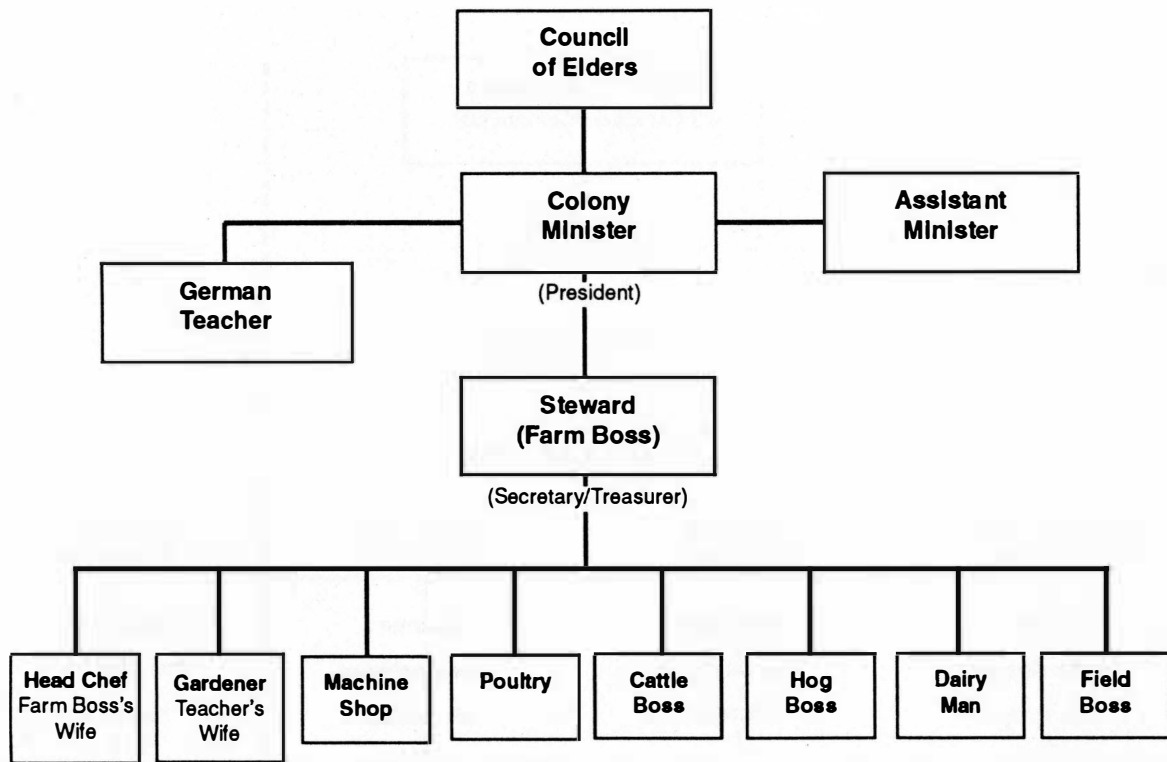 Council
of Elders
Colony
Minister
Assistant
Minister
(President)
German
Teacher
Steward
(Farm Boss)
(Secretary/Treasurer)
Head Chef
Farm Boss's
Wife
Gardener
Teacher's
Wife
Machine
Shop
Poultry
Cattle
Boss
Hog
Boss
Dairy
Man
Field
Boss